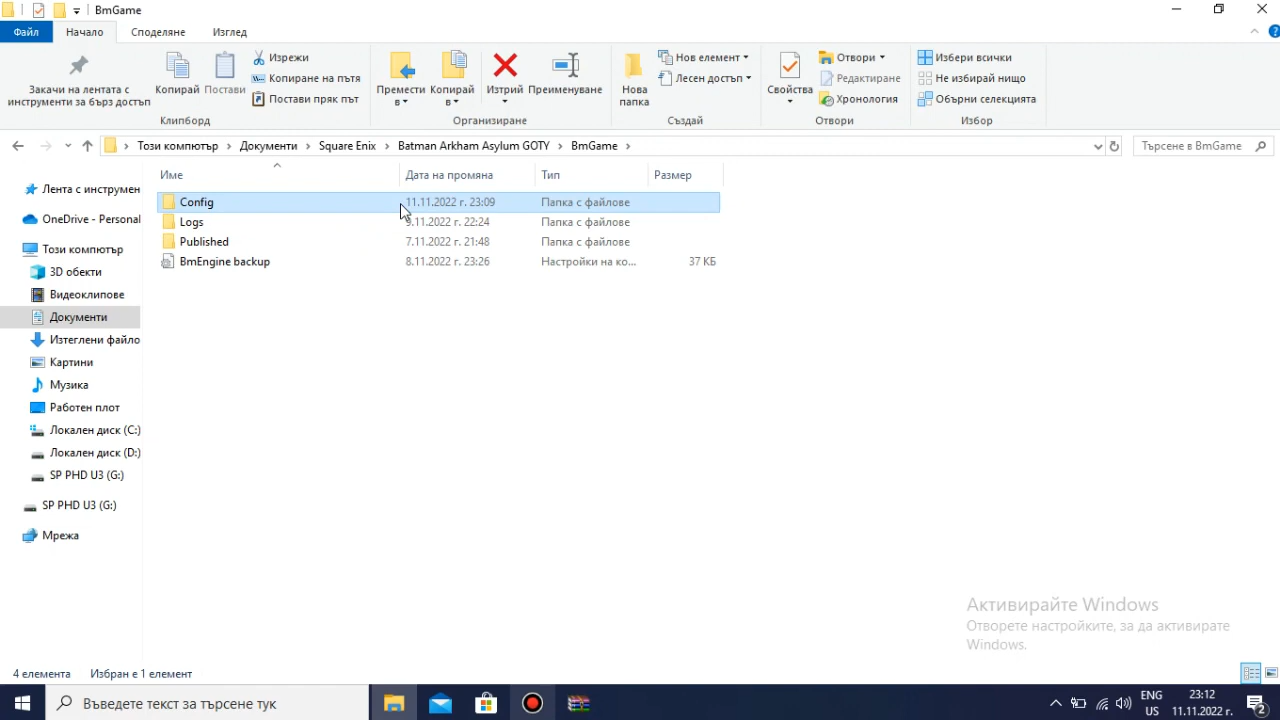 BmGame
Файл
Начало
Споделяне
Изглед
Закачи на лентата с
инструменти за бърз достъп
Копирай
Постави
Изрежи
Копиране на пътя
Постави пряк път
Клипборд
Премести
в
Копирай
в
Изтрий
Преименуване
Организиране
Нова
папка
Нов елемент
Лесен достъп
Създай
Свойства
Отвори
Редактиране
Хронология
Отвори
Избери всички
Не избирай нищо
Обърни селекцията
Избор
Този компютър › Документи › Square Enix › Batman Arkham Asylum GOTY › BmGame ›
Търсене в BmGame
Име Дата на промяна Тип Размер
Config 11.11.2022 г. 23:09 Папка с файлове
Logs 9.11.2022 г. 22:24 Папка с файлове
Published 7.11.2022 г. 21:48 Папка с файлове
BmEngine backup 8.11.2022 г. 23:26 Настройки на ко... 37 КБ
Лента с инструмен
OneDrive - Personal
Този компютър
3D обекти
Видеоклипове
Документи
Изтеглени файло
Картини
Музика
Работен плот
Локален диск (C:)
Локален диск (D:)
SP PHD U3 (G:)
SP PHD U3 (G:)
Мрежа
Активирайте Windows
Отворете настройките, за да активирате
Windows.
4 елемента Избран е 1 елемент
Въведете текст за търсене тук
ENG
US
23:12
11.11.2022 г.
2